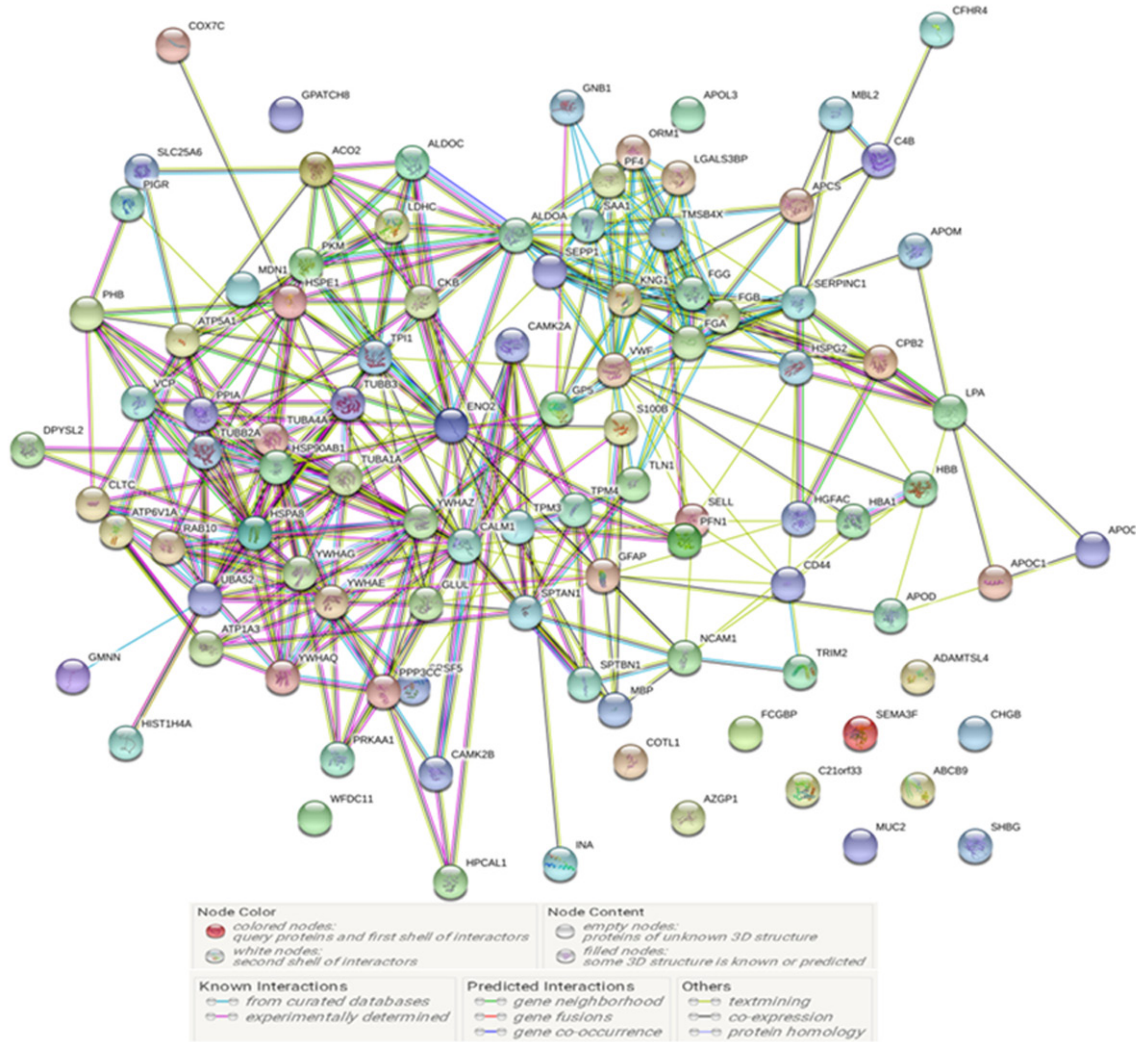 COX7C
CFHR4
GPATCH8
GNB1
APOL3
MBL2
ORM1
C4B
SLC25A6
ACO2
ALDOC
PF4
LGALS3BP
PIGR
APCS
LDHC
SAA1
TMSB4X
ALDOA
APOM
PKM
SEPP1
MDN1
HSPE1
CKB
KNG1
FGG
SERPINC1
FGB
PHB
ATP5A1
FGA
CAMK2A
TPI1
VWF
HSPG2
CPB2
VCP
PPIA
TUBB3
ENO2
GP5
LPA
S100B
TUBA4A
DPYSL2
TUBB2A
HSP90AB1
TUBA1A
TLN1
HBB
CLTC
YWHAZ
TPM3
TPM4
SELL
HGFAC
HBA1
ATP6V1A
HSPA8
CALM1
PFN1
RAB10
APOC
YWHAG
GFAP
CD44
APOC1
UBA52
YWHAE
GLUL
SPTAN1
APOD
ATP1A3
NCAM1
GMNN
YWHAQ
PPP3CC
SPTBN1
TRIM2
ADAMTSL4
MBP
HIST1H4A
FCGBP
SEMA3F
CHGB
PRKAA1
CAMK2B
COTL1
C21orf33
ABCB9
WFDC11
AZGP1
MUC2
SHBG
INA
HPCAL1
Node Color
colored nodes:
query proteins and first shell of interactors
white nodes:
second shell of interactors
Node Content
empty nodes:
proteins of unknown 3D structure
filled nodes:
some 3D structure is known or predicted
Known Interactions
from curated databases
experimentally determined
Predicted Interactions
gene neighborhood
gene fusions
gene co-occurrence
Others
textmining
co-expression
protein homology